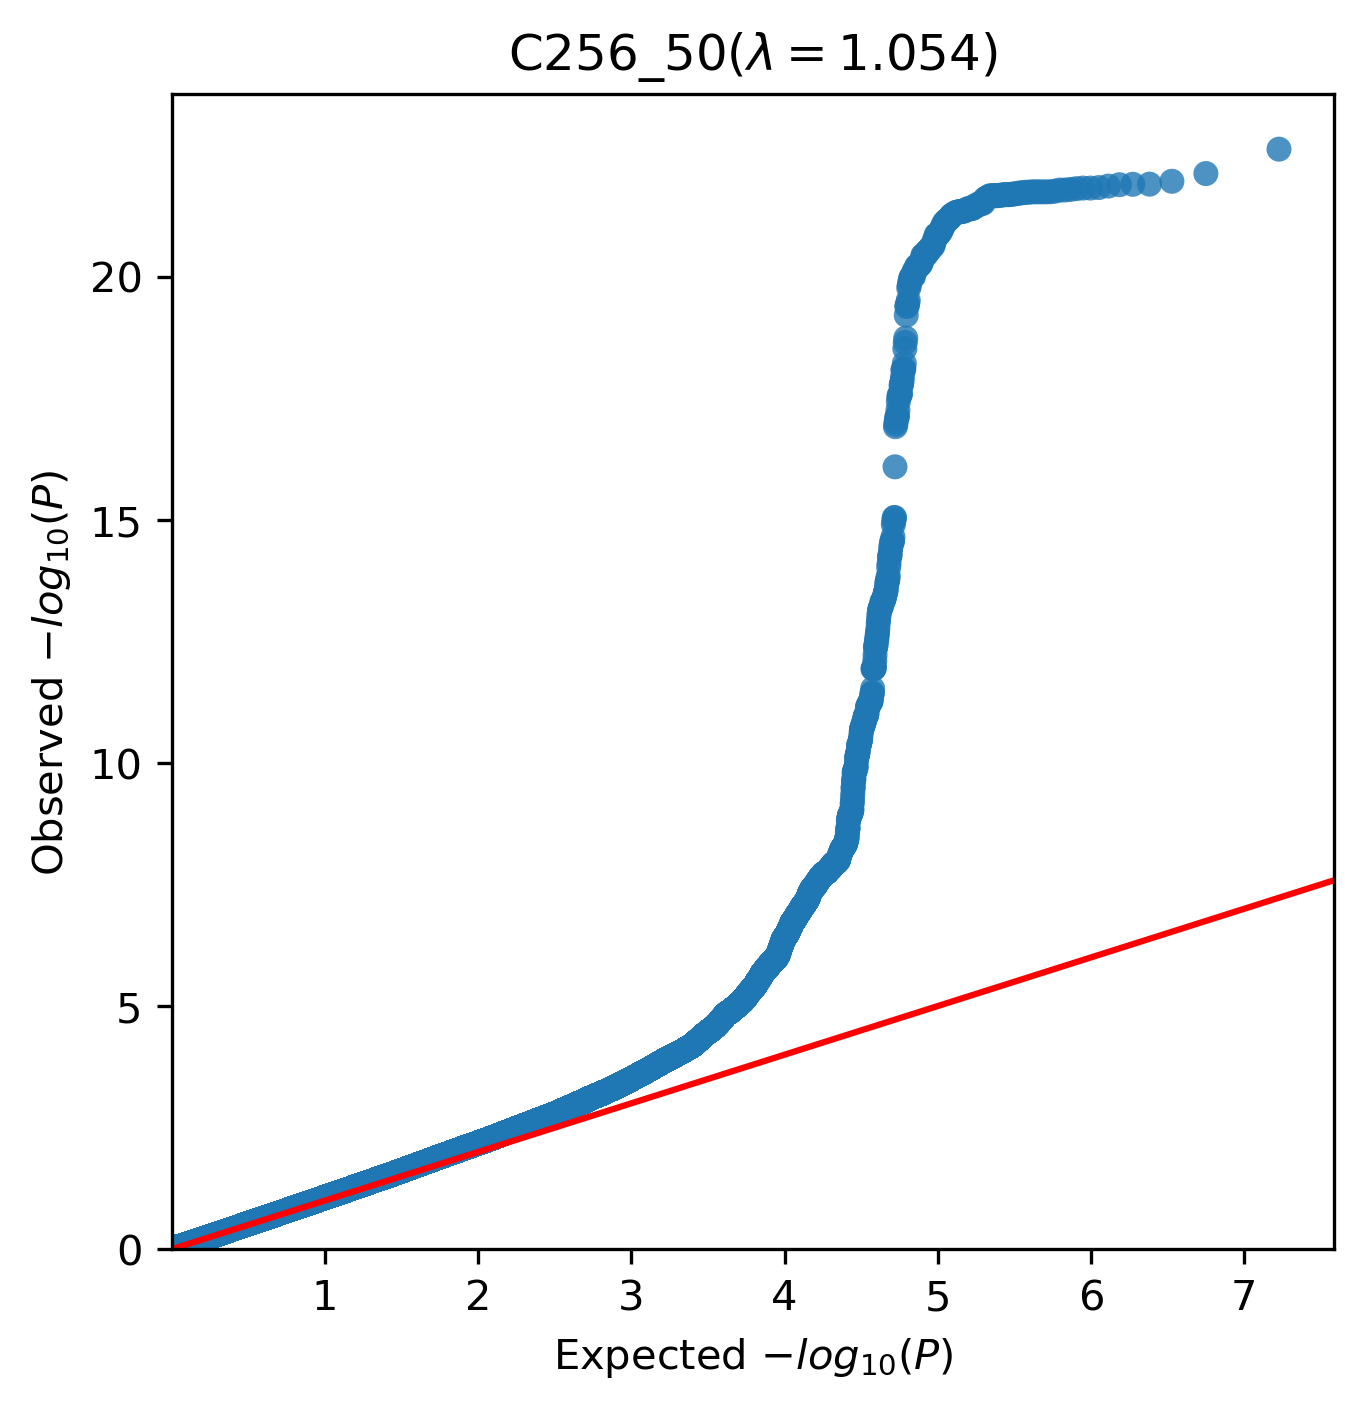 C256_50(λ = 1.054)
Observed −log₁₀(P)
20
15
10
5
0
1 2 3 4 5 6 7
Expected −log₁₀(P)